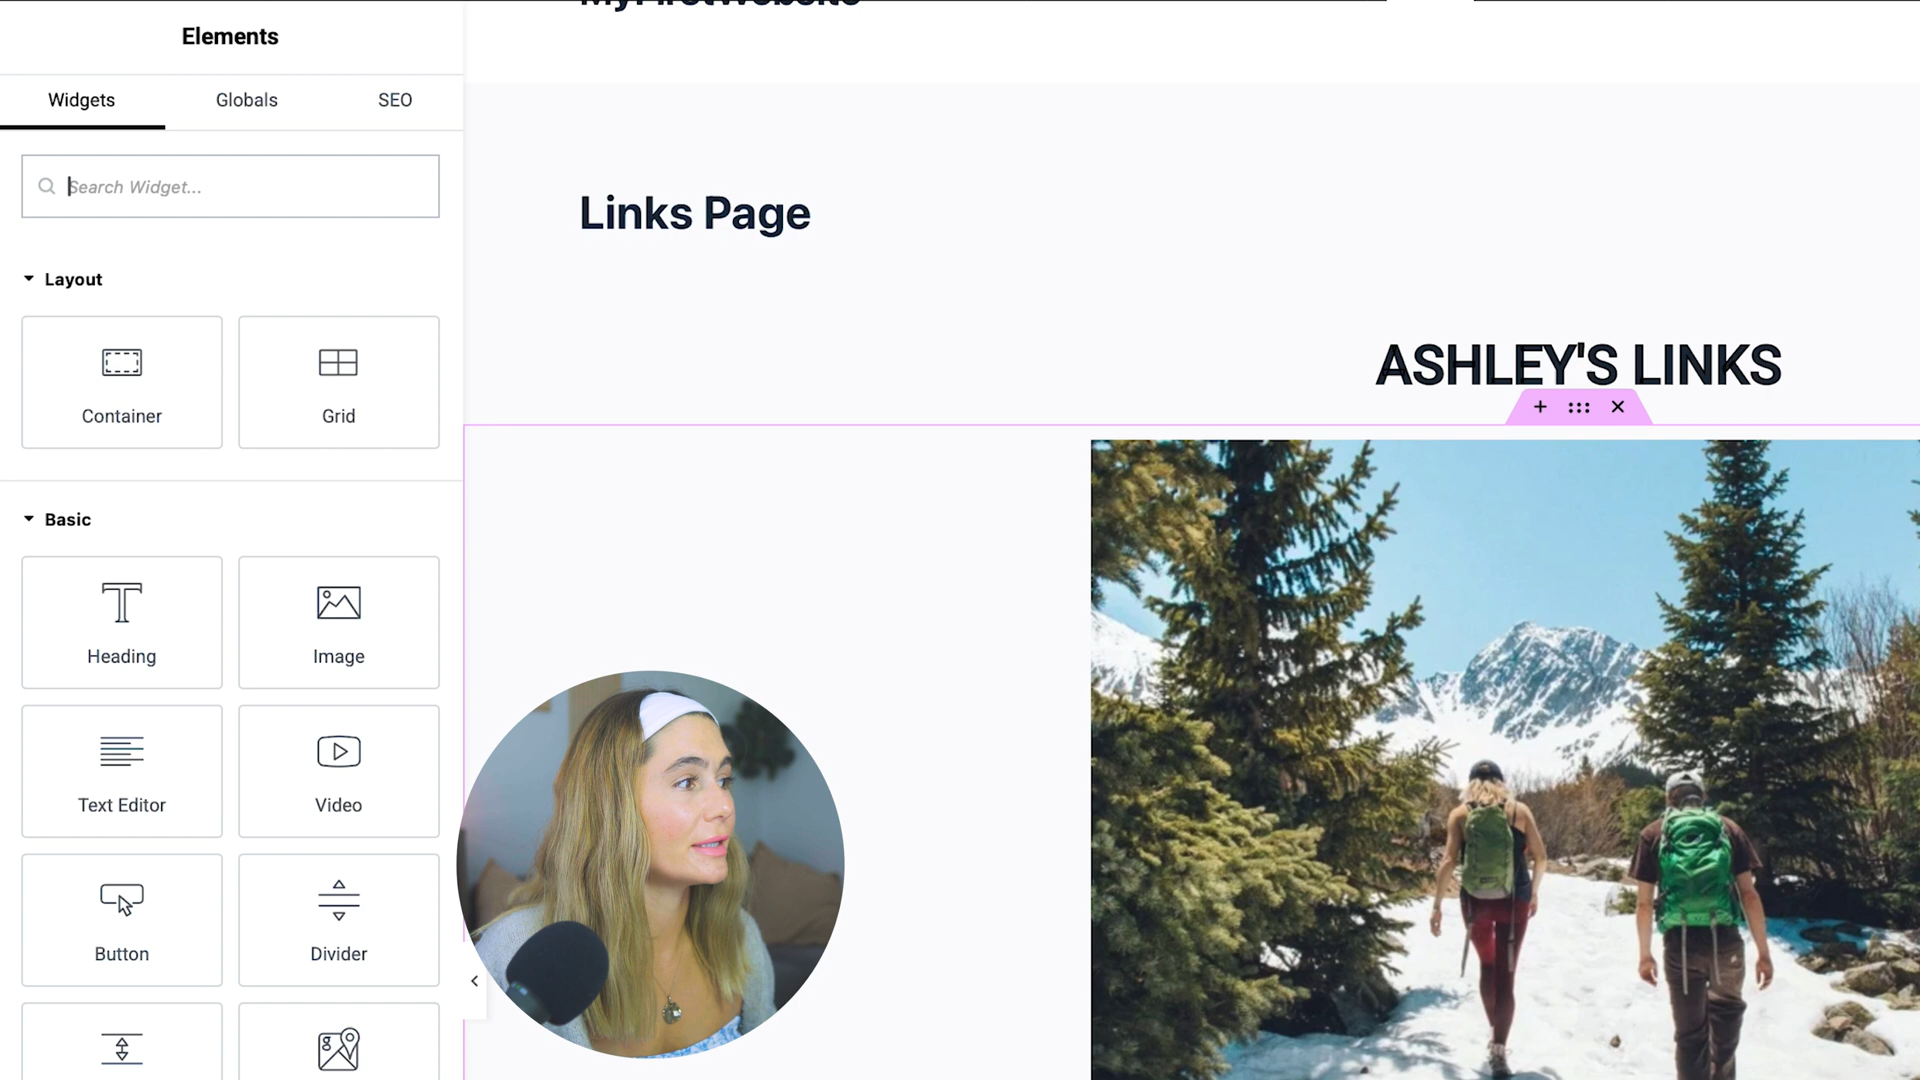 MyFirstWebsite
Elements
Widgets
Globals
SEO
Search Widget...
Links Page
Layout
Container
Grid
ASHLEY'S LINKS
Basic
Heading
Image
Text Editor
Video
Button
Divider